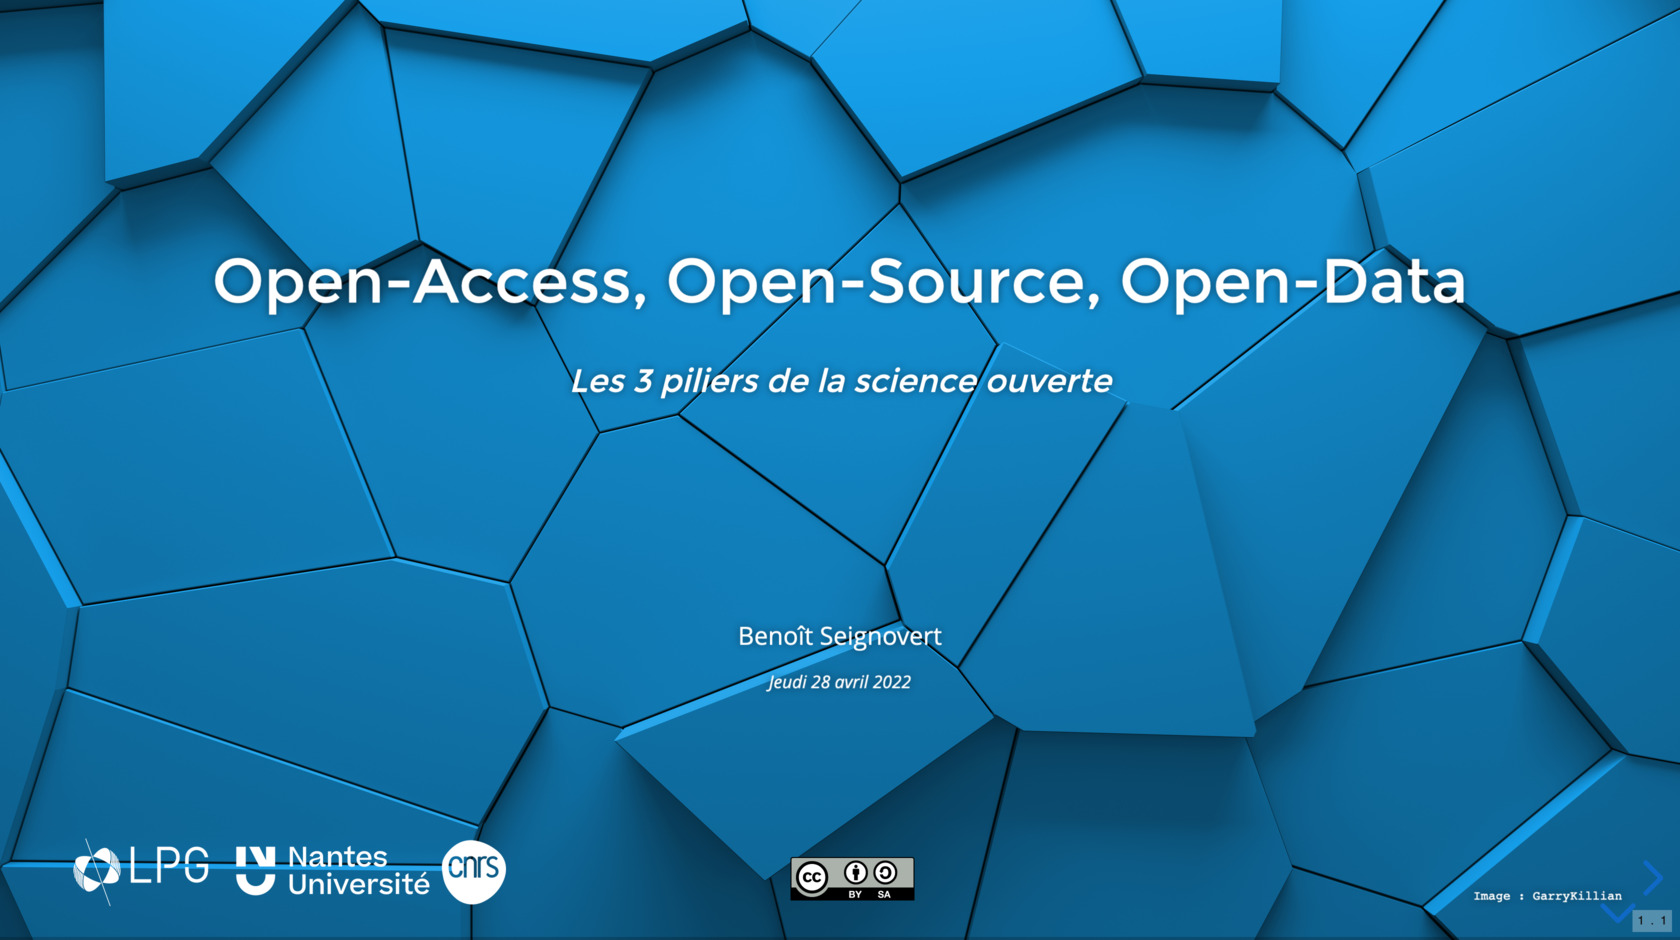 Open-Access, Open-Source, Open-Data
Les 3 piliers de la science ouverte
Benoît Seignovert
Jeudi 28 avril 2022
LPG
Nantes
Université
cnrs
cc
BY SA
Image : GarryKillian
1 . 1